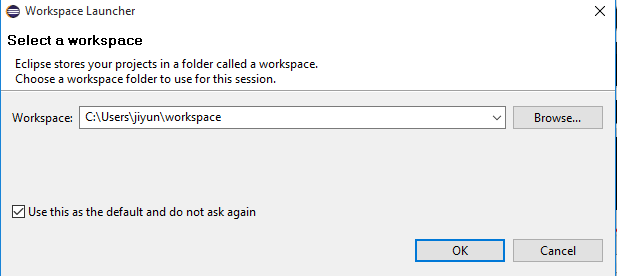 Workspace Launcher
Select a workspace
Eclipse stores your projects in a folder called a workspace.
Choose a workspace folder to use for this session.
Workspace: C:\Users\jiyun\workspace Browse...
Use this as the default and do not ask again
OK Cancel